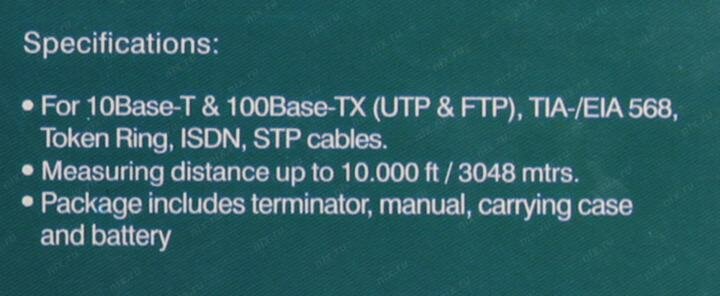 Specifications:
• For 10Base-T & 100Base-TX (UTP & FTP), TIA-/EIA 568,
Token Ring, ISDN, STP cables.
• Measuring distance up to 10.000 ft / 3048 mtrs.
• Package includes terminator, manual, carrying case
and battery